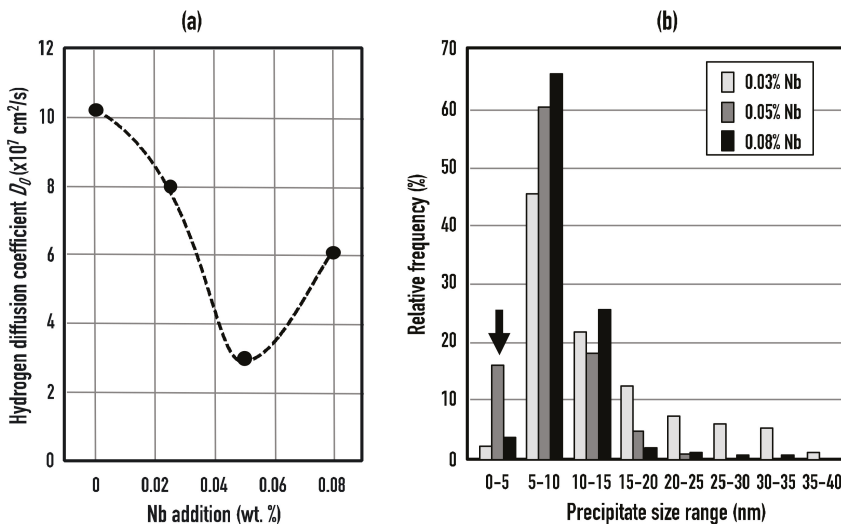 (a)
Hydrogen diffusion coefficient D₀ (x10⁷ cm²/s)
12
10
8
6
4
2
0
0 0.02 0.04 0.06 0.08
Nb addition (wt. %)
(b)
Relative frequency (%)
70
60
50
40
30
20
10
0
0.03% Nb
0.05% Nb
0.08% Nb
0–5 5–10 10–15 15–20 20–25 25–30 30–35 35–40
Precipitate size range (nm)